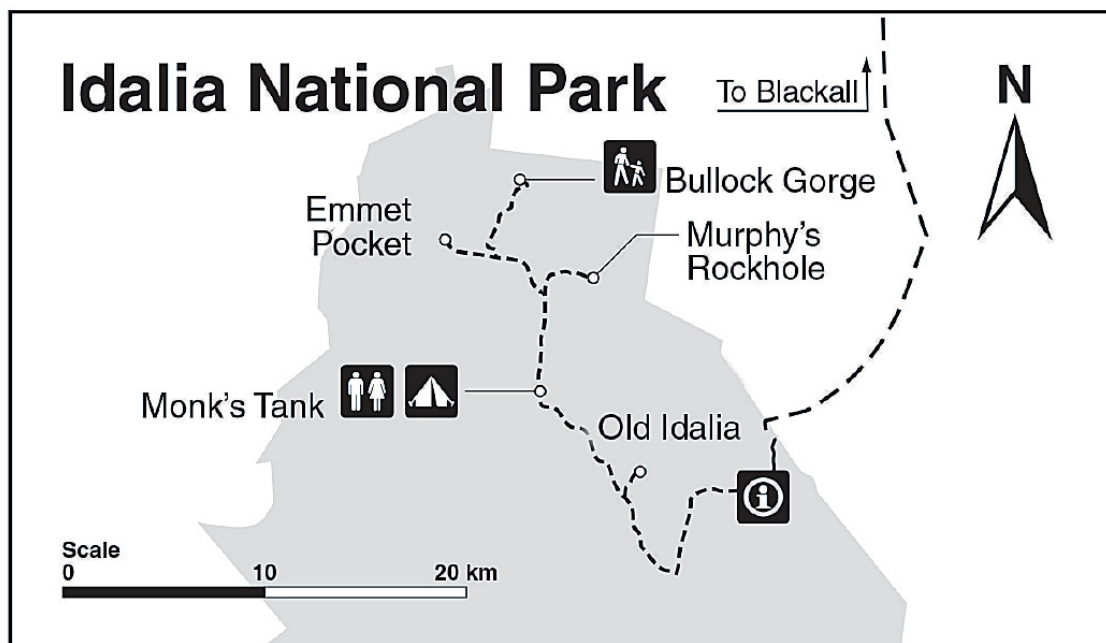 Idalia National Park
To Blackall
N
Bullock Gorge
Emmet
Pocket
Murphy's
Rockhole
Monk's Tank
Old Idalia
i
Scale
0 10 20 km